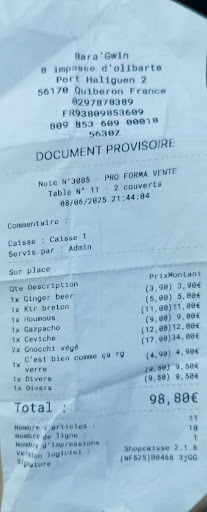 Bara'Gwin
8 impasse d'olibarte
Port Haliguen 2
56170 Quiberon France
0297878389
FR93809853609
809 853 609 00018
5630Z
DOCUMENT PROVISOIRE
Note N°3085 - PRO FORMA VENTE
Table N° 11 - 2 couverts
08/06/2025 21:44:04
Commentaire :
Caisse : Caisse 1
Servis par : Admin
Sur place
Qte Description PrixMontant
1x Ginger beer (3,90) 3,90€
1x Kir breton (5,00) 5,00€
1x Houmous (11,00)11,00€
1x Gazpacho (9,00) 9,00€
1x Ceviche (12,00)12,00€
2x Gnocchi végé (17,00)34,00€
1x C'est bien comme ça rg verre (4,90) 4,90€
1x Divers (9,50) 9,50€
1x Divers (9,50) 9,50€
Total : 98,80€
Nombre d'articles : 11
Nombre de ligne : 10
Nombre d'impressions : 1
Version logiciel : Shopcaisse 2.1.6
Signature (NF525)B0466 3jGG